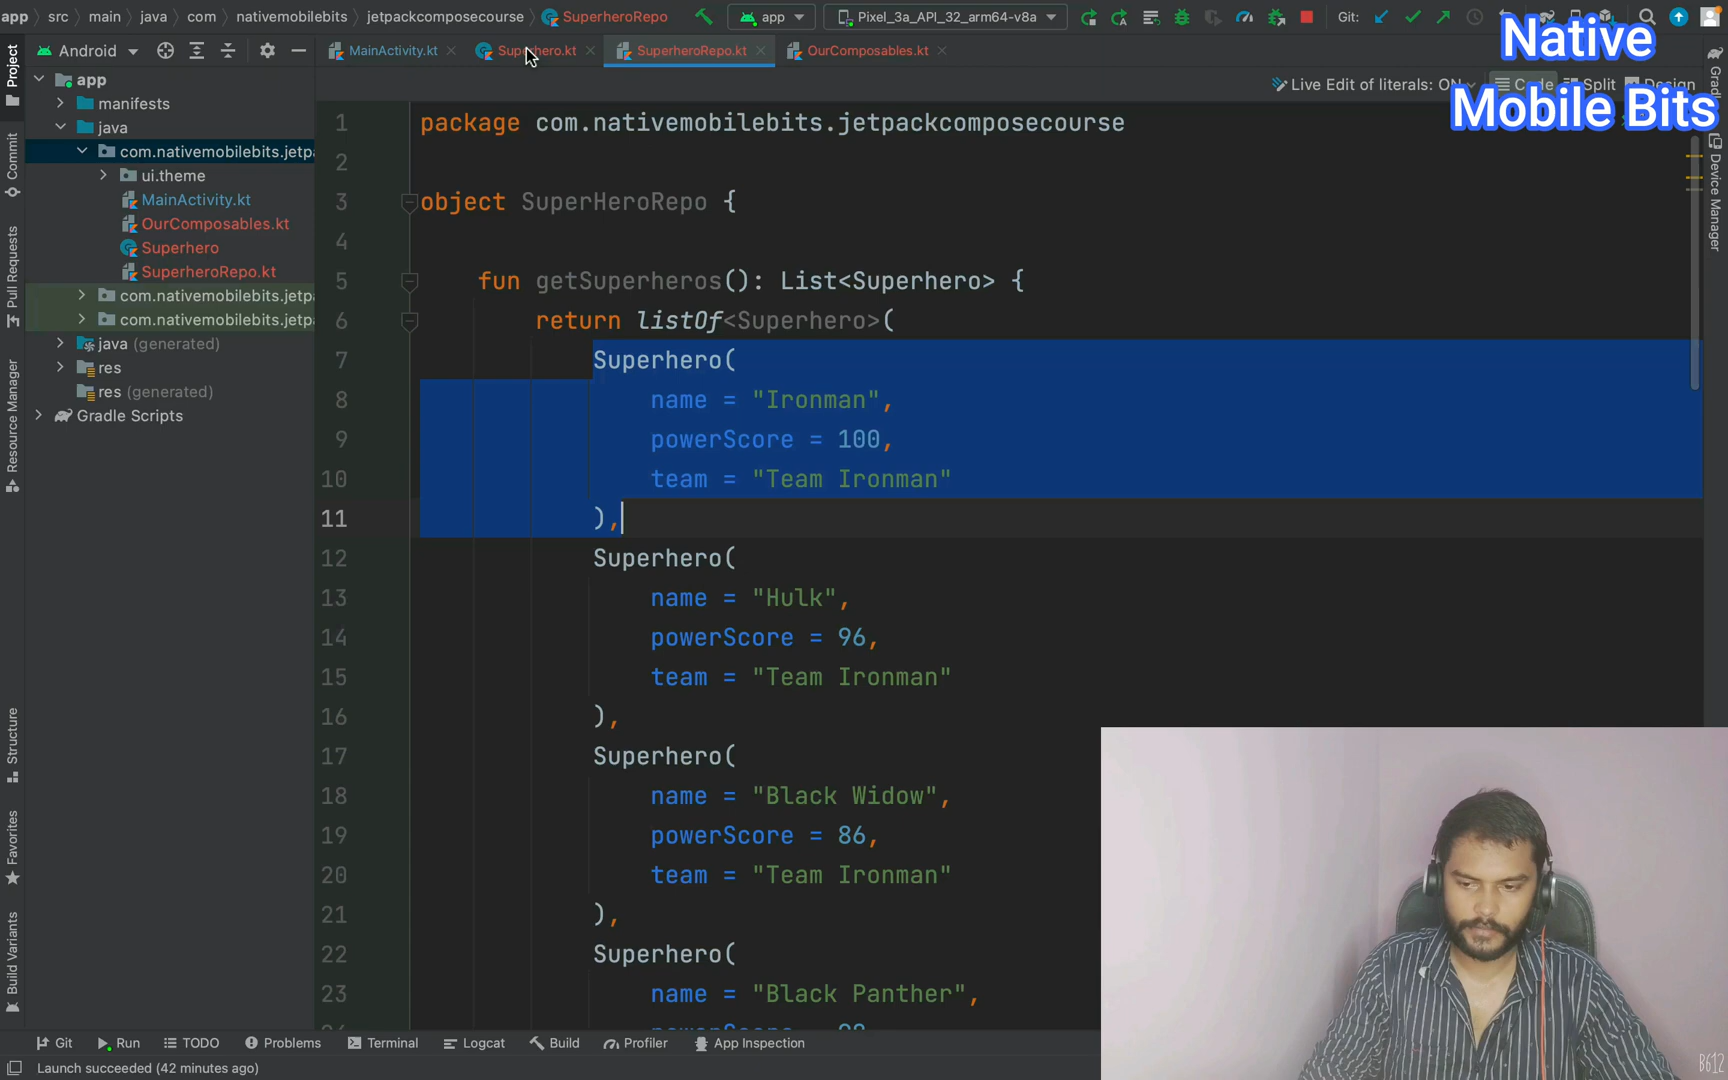 app › src › main › java › com › nativemobilebits › jetpackcomposecourse › SuperheroRepo
app
Pixel_3a_API_32_arm64-v8a
Git:
Native
Mobile Bits
Android
MainActivity.kt
Superhero.kt
SuperheroRepo.kt
OurComposables.kt
Live Edit of literals: ON
Code
Split
Design
Project
Commit
Pull Requests
Resource Manager
Structure
Favorites
Build Variants
Device Manager
app
manifests
java
com.nativemobilebits.jetpa
ui.theme
MainActivity.kt
OurComposables.kt
Superhero
SuperheroRepo.kt
com.nativemobilebits.jetp
com.nativemobilebits.jetp
java (generated)
res
res (generated)
Gradle Scripts
1 package com.nativemobilebits.jetpackcomposecourse
2
3 object SuperHeroRepo {
4
5 fun getSuperheros(): List<Superhero> {
6 return listOf<Superhero>(
7 Superhero(
8 name = "Ironman",
9 powerScore = 100,
10 team = "Team Ironman"
11 ),
12 Superhero(
13 name = "Hulk",
14 powerScore = 96,
15 team = "Team Ironman"
16 ),
17 Superhero(
18 name = "Black Widow",
19 powerScore = 86,
20 team = "Team Ironman"
21 ),
22 Superhero(
23 name = "Black Panther",
Git
Run
TODO
Problems
Terminal
Logcat
Build
Profiler
App Inspection
Launch succeeded (42 minutes ago)
B612